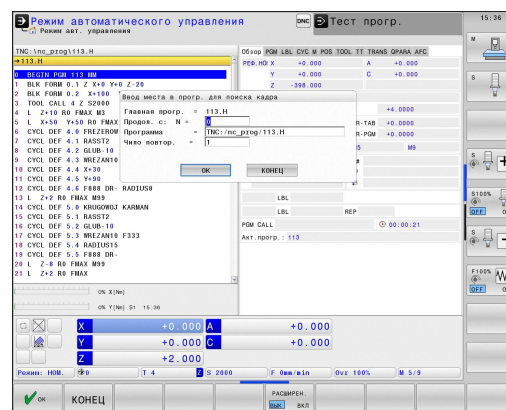 Режим автоматического управления
Режим авт. управления
DNC
Тест прогр.
15:36
TNC:\nc_prog\113.H
→113.H
Обзор PGM LBL CYC M POS TOOL TT TRANS QPARA AFC
РЕФ.НО X +0.000 A +0.000
Y +0.000 C +0.000
Z -398.000
0 BEGIN PGM 113 MM
1 BLK FORM 0.1 Z X+0 Y+0 Z-20
2 BLK FORM 0.2 X+100
3 TOOL CALL 4 Z S2000
4 L Z+10 R0 FMAX M3
5 L X+50 Y+50 R0 FMAX
6 CYCL DEF 4.0 FREZEROW
7 CYCL DEF 4.1 RASST2
8 CYCL DEF 4.2 GLUB-10
9 CYCL DEF 4.3 WREZAN10
10 CYCL DEF 4.4 X+30
11 CYCL DEF 4.5 Y+90
12 CYCL DEF 4.6 F888 DR- RADIUS8
13 L Z+2 R0 FMAX M99
14 CYCL DEF 5.0 KRUGOWOJ KARMAN
15 CYCL DEF 5.1 RASST2
16 CYCL DEF 5.2 GLUB-10
17 CYCL DEF 5.3 WREZAN10 F333
18 CYCL DEF 5.4 RADIUS15
19 CYCL DEF 5.5 F888 DR-
20 L Z-8 R0 FMAX M99
21 L Z+2 R0 FMAX
Ввод места в прогр. для поиска кадра
Главная прогр. = 113.H
Продол. с: N = 0
Программа = TNC:/nc_prog/113.H
Чило повтор. = 1
OK
КОНЕЦ
+4.0000
R-TAB +0.0000
R-PGM +0.0000
5 M9
LBL
LBL REP
PGM CALL 00:00:21
Акт.прогр.: 113
0% X[Nm]
0% Y[Nm] S1 15:36
X +0.000 A +0.000
Y +0.000 C +0.000
Z +2.000
Режим: НОМ. 0 T 4 Z S 2000 F 0mm/min Ovr 100% M 5/9
OK
КОНЕЦ
РАСШИРЕН.
ВЫК ВКЛ
M
S
S
S100%
OFF ON
S
F100%
OFF ON